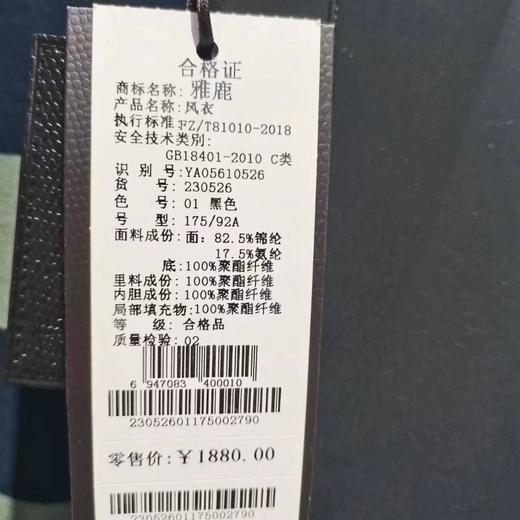 合格证
商标名称: 雅鹿
产品名称: 风衣
执行标准: FZ/T81010-2018
安全技术类别:
GB18401-2010 C类
识 别 号: YA05610526
货 号: 230526
色 号: 01 黑色
号 型: 175/92A
面料成份: 面: 82.5%锦纶
17.5%氨纶
底: 100%聚酯纤维
里料成份: 100%聚酯纤维
内胆成份: 100%聚酯纤维
局部填充物: 100%聚酯纤维
等 级: 合格品
质量检验: 02
6 947083 400010
23052601175002790
零售价: ¥1880.00
23052601175002790